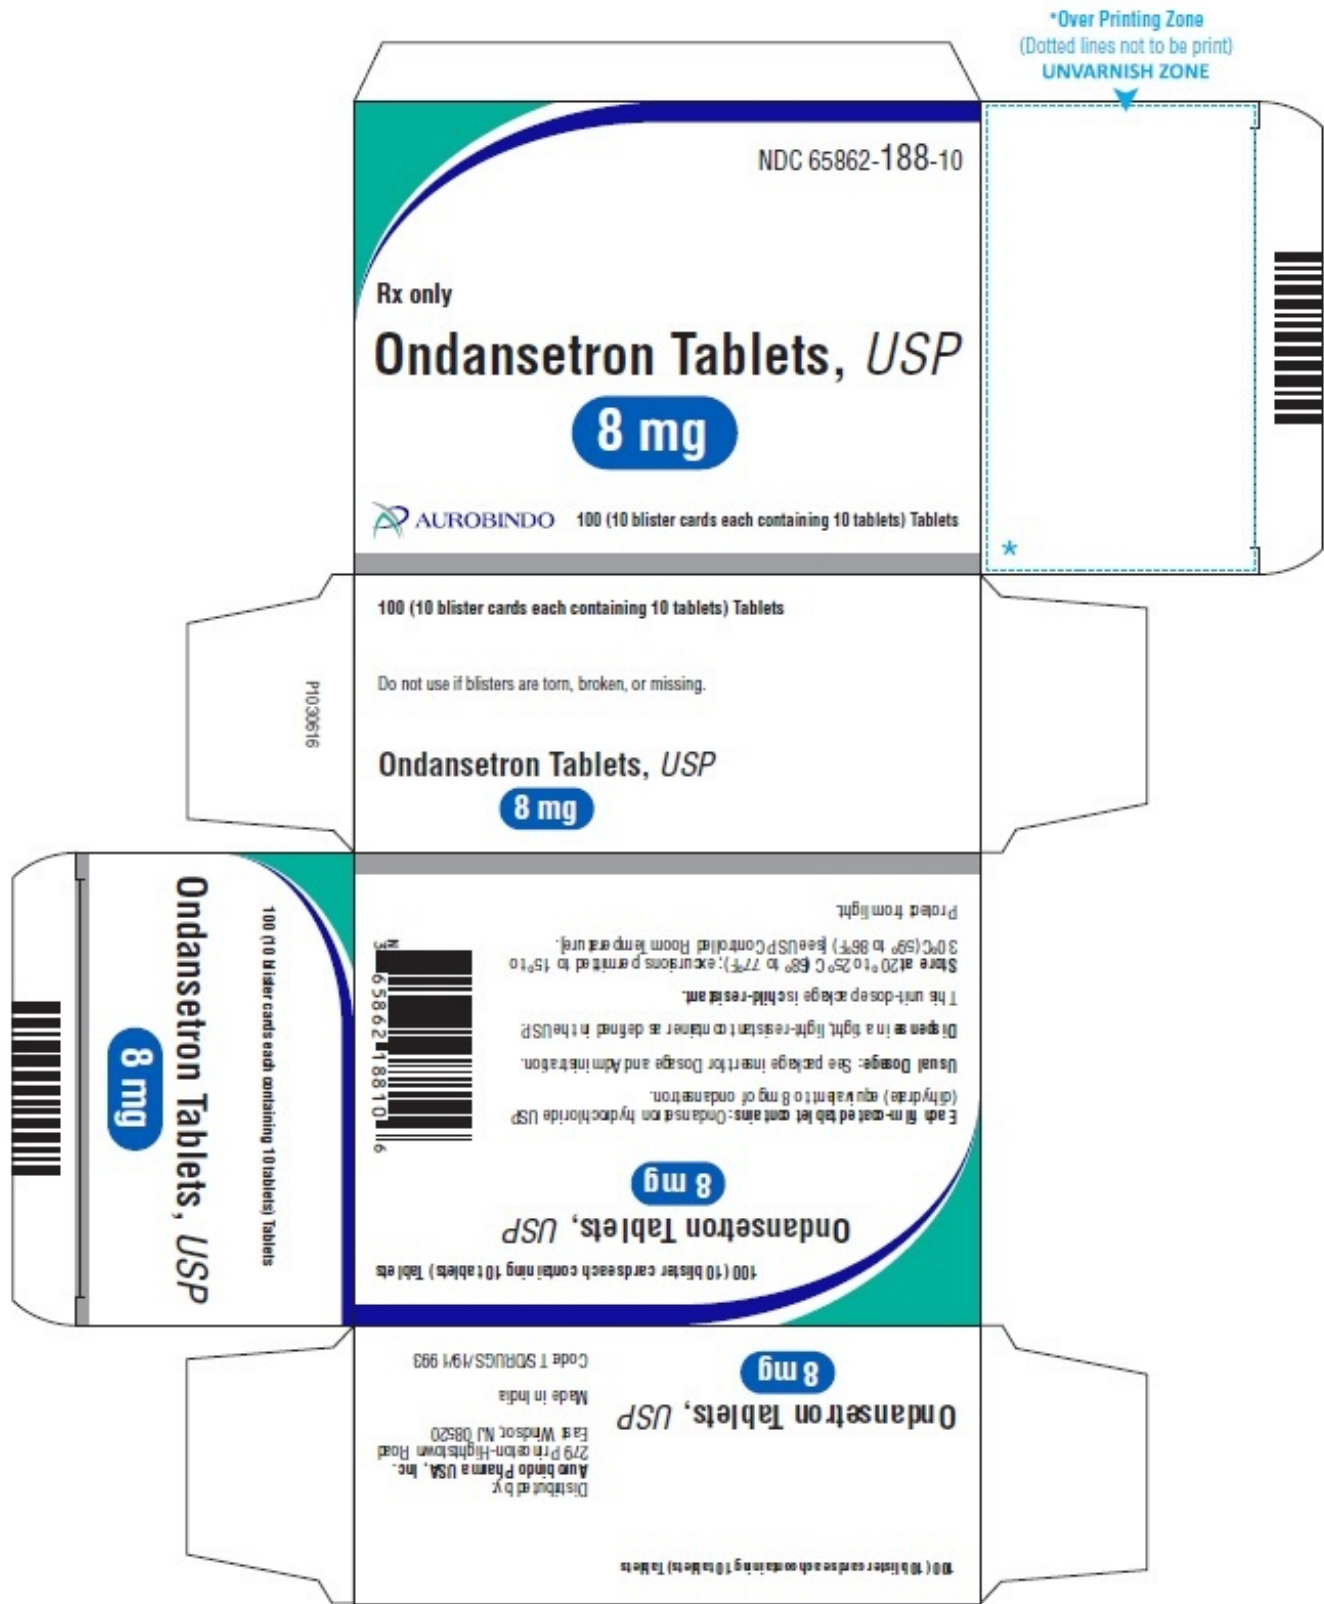 *Over Printing Zone
(Dotted lines not to be print)
UNVARNISH ZONE
NDC 65862-188-10
Rx only
Ondansetron Tablets, USP
8 mg
AUROBINDO 100 (10 blister cards each containing 10 tablets) Tablets
*
100 (10 blister cards each containing 10 tablets) Tablets
Do not use if blisters are torn, broken, or missing.
Ondansetron Tablets, USP
8 mg
P1030616
Ondansetron Tablets, USP
8 mg
100 (10 blister cards each containing 10 tablets) Tablets
100 (10 blister cards each containing 10 tablets) Tablets
Ondansetron Tablets, USP
8 mg
Each film-coated tablet contains: Ondansetron hydrochloride USP
(dihydrate) equivalent to 8 mg of ondansetron.
Usual Dosage: See package insert for Dosage and Administration.
Dispense in a tight, light-resistant container as defined in the USP.
This unit-dose package is child-resistant.
Store at 20° to 25°C (68° to 77°F); excursions permitted to 15° to
30°C (59° to 86°F) [see USP Controlled Room Temperature].
Protect from light.
N
3 65862 18810 6
100 (10 blister cards each containing 10 tablets) Tablets
Distributed by:
Aurobindo Pharma USA, Inc.
279 Princeton-Hightstown Road
East Windsor, NJ 08520
Made in India
Code TS/DRUGS/19/1993
Ondansetron Tablets, USP
8 mg